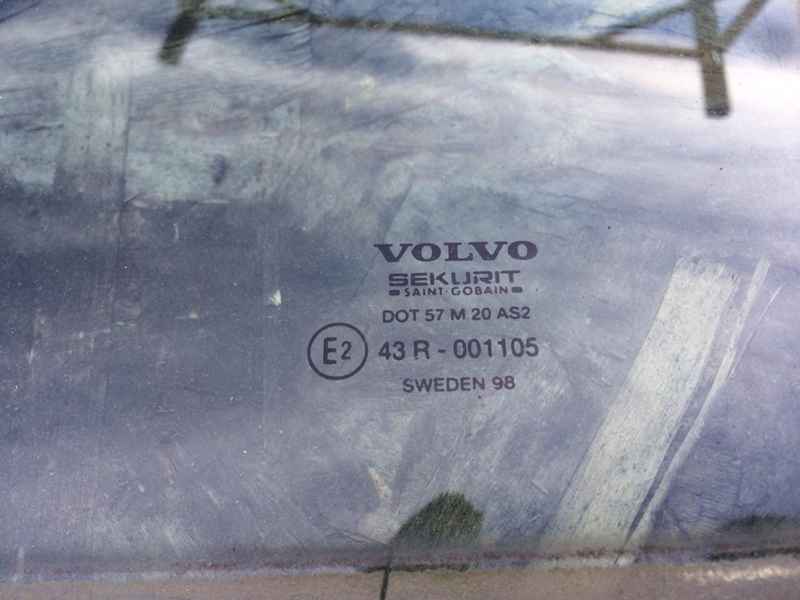 VOLVO
SEKURIT
SAINT-GOBAIN
DOT 57 M 20 AS2
E2 43 R - 001105
SWEDEN 98